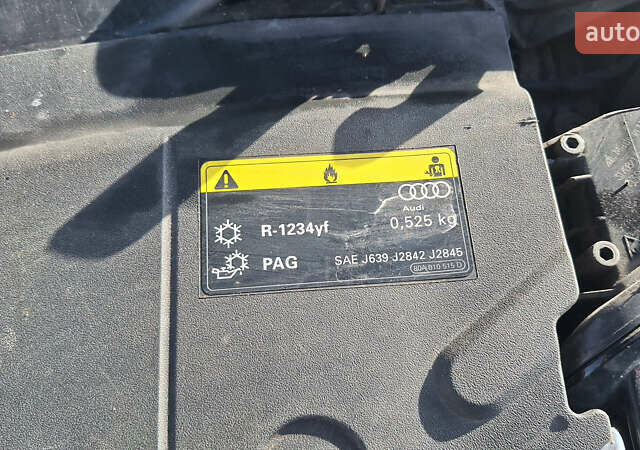 auto
Audi
R-1234yf 0,525 kg
PAG SAE J639 J2842 J2845